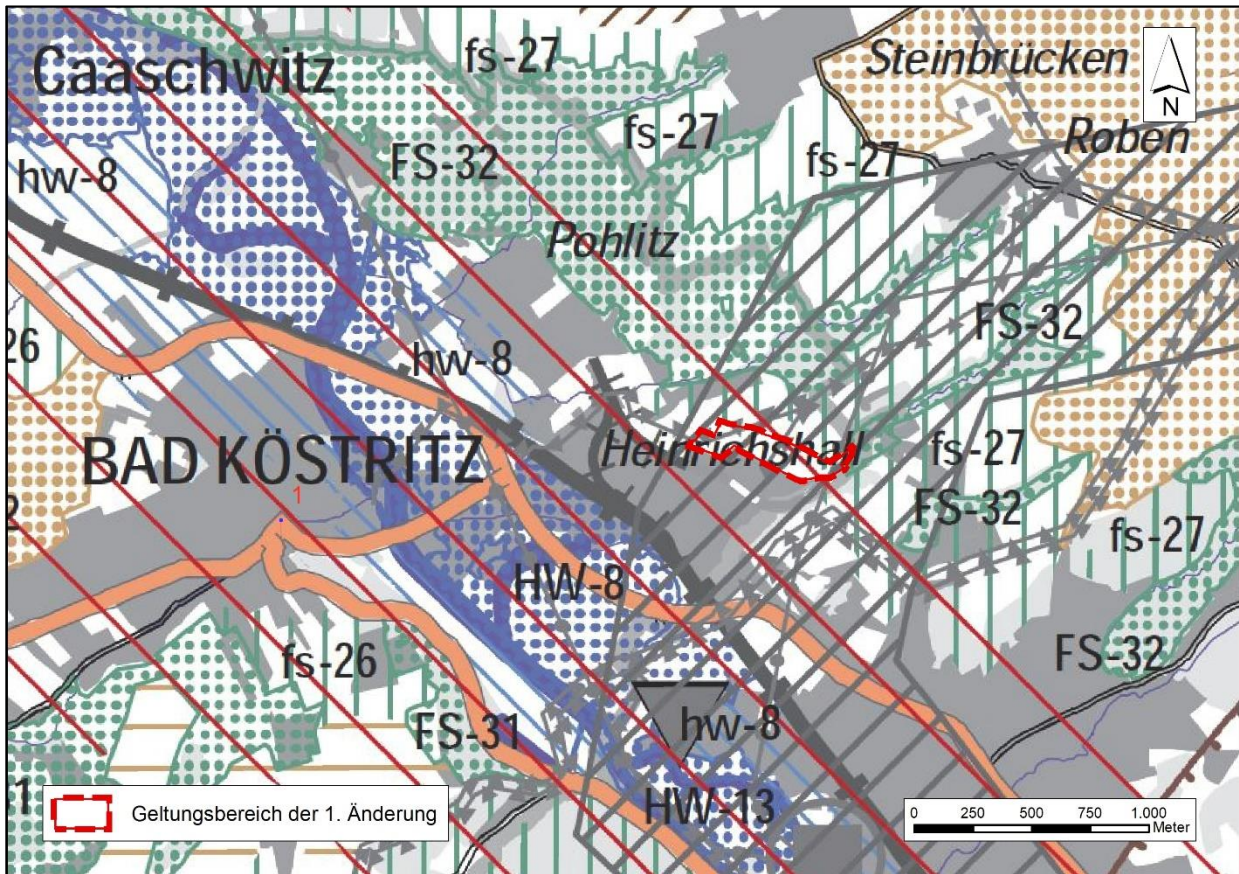 Caaschwitz
fs-27
Steinbrücken
N
fs-27
Roben
fs-27
hw-8
FS-32
Pohlitz
FS-32
26
hw-8
BAD KÖSTRITZ
1
Heinrichshall
fs-27
FS-32
2
fs-27
HW-8
fs-26
FS-32
FS-31
hw-8
1
HW-13
Geltungsbereich der 1. Änderung
0 250 500 750 1.000
Meter